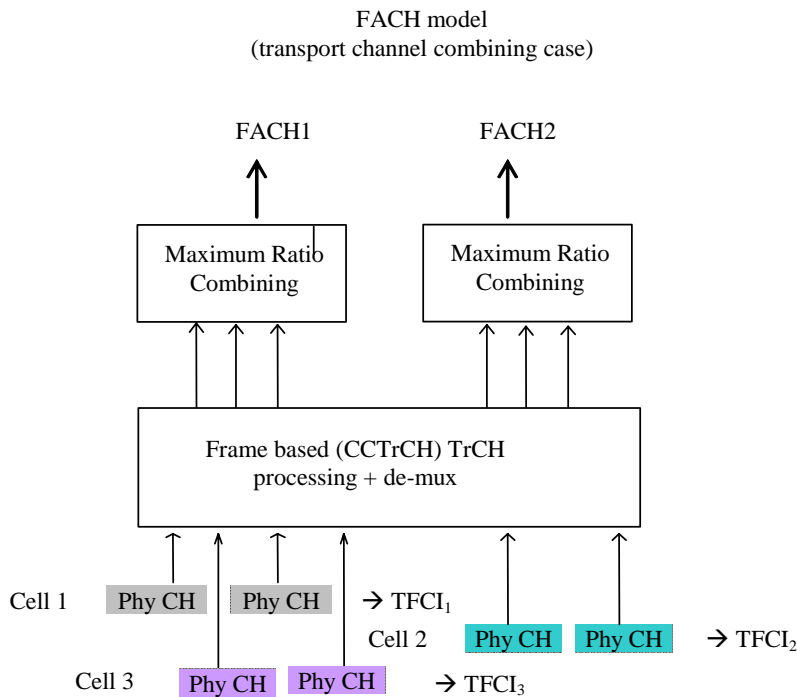 FACH model
(transport channel combining case)
FACH1 FACH2
Maximum Ratio Combining
Maximum Ratio Combining
Frame based (CCTrCH) TrCH
processing + de-mux
Cell 1 Phy CH Phy CH → TFCI₁
Cell 2 Phy CH Phy CH → TFCI₂
Cell 3 Phy CH Phy CH → TFCI₃